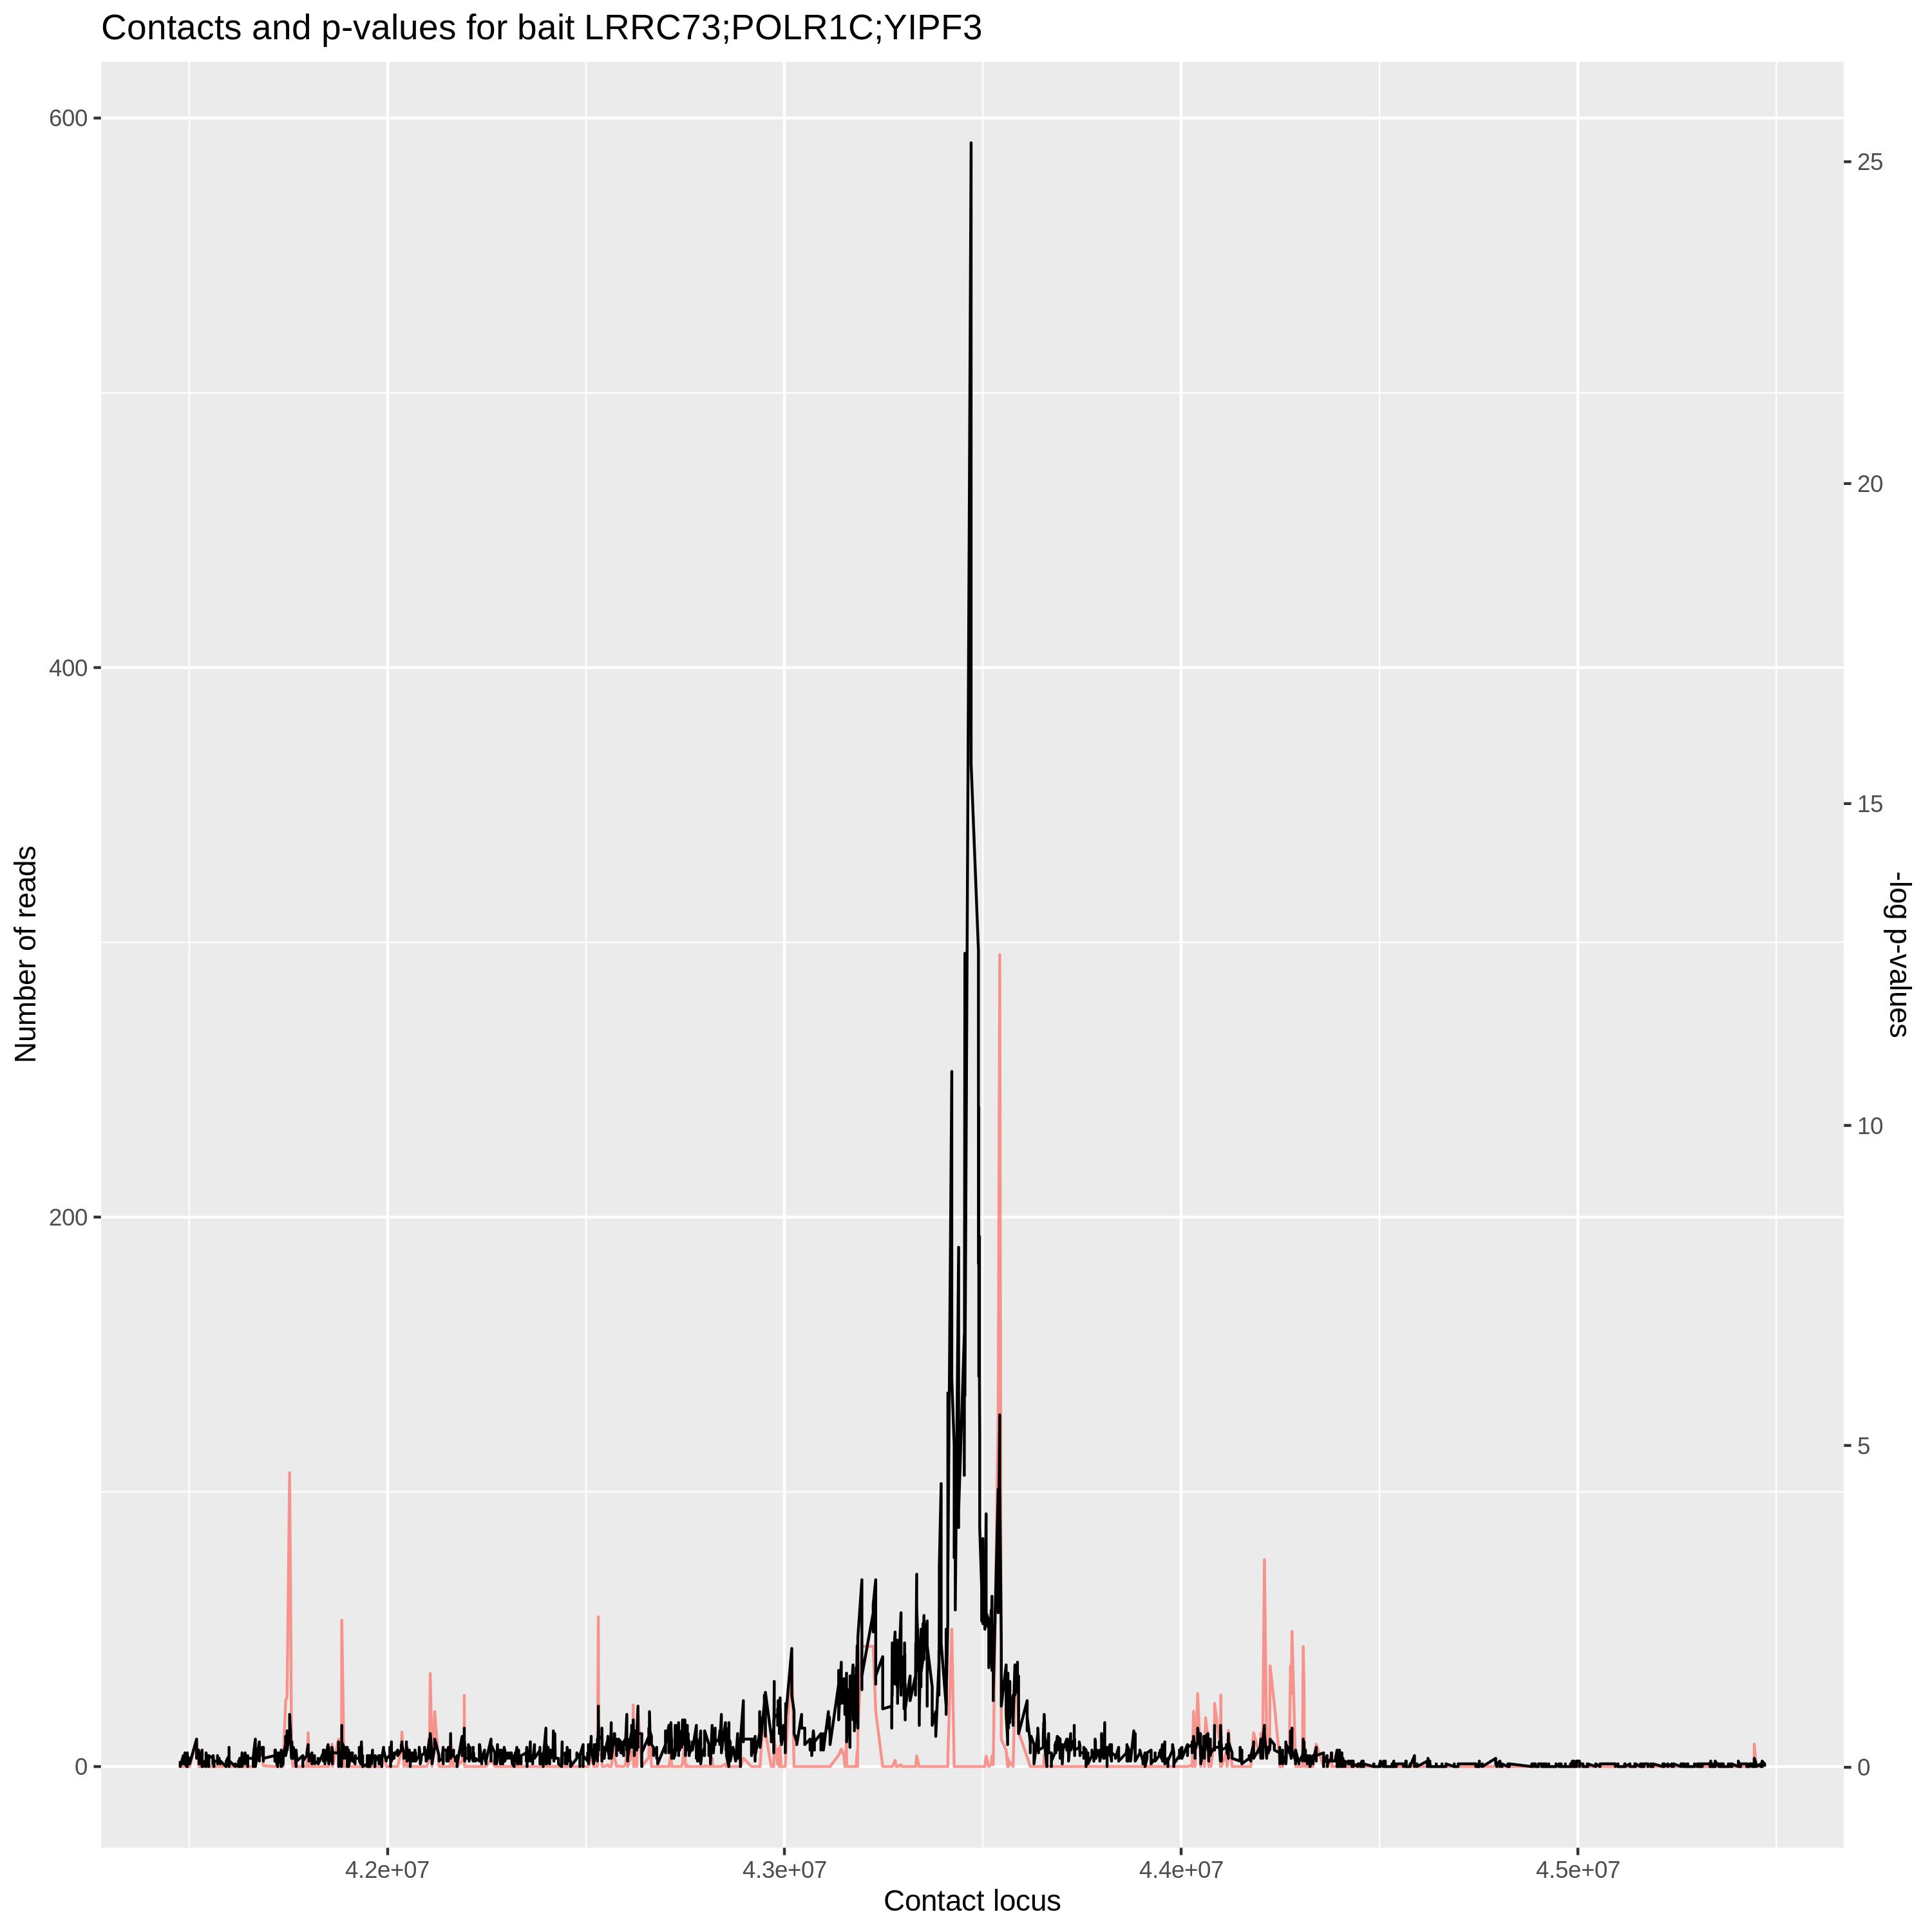 Contacts and p-values for bait LRRC73;POLR1C;YIPF3
600
400
200
0
Number of reads
25
20
15
10
5
0
-log p-values
4.2e+07
4.3e+07
4.4e+07
4.5e+07
Contact locus